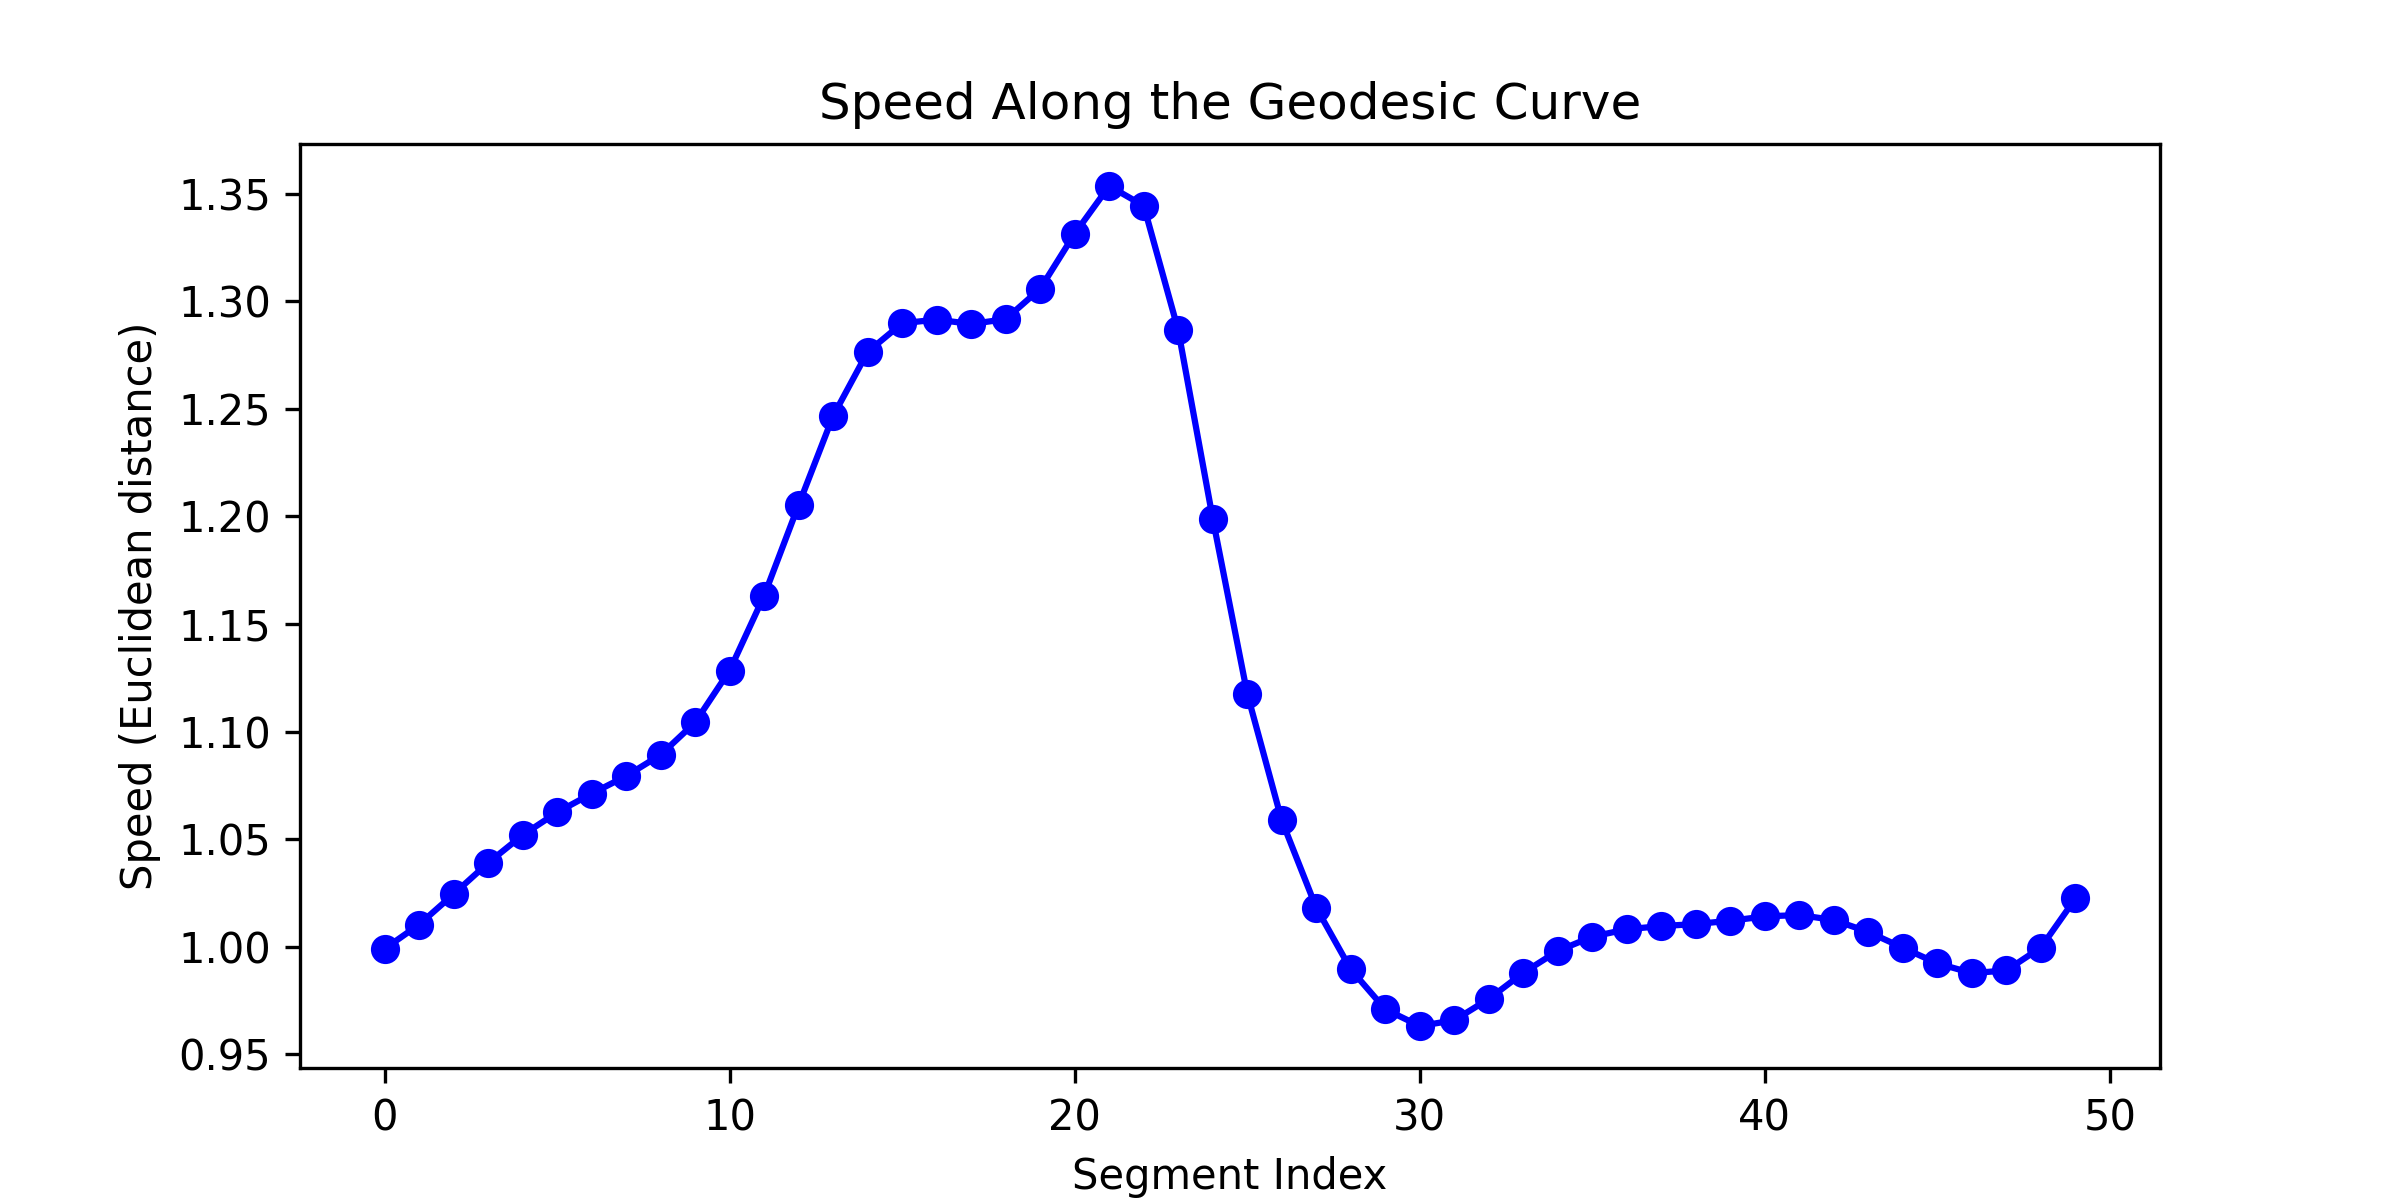 Speed Along the Geodesic Curve
Speed (Euclidean distance)
1.35
1.30
1.25
1.20
1.15
1.10
1.05
1.00
0.95
0 10 20 30 40 50
Segment Index